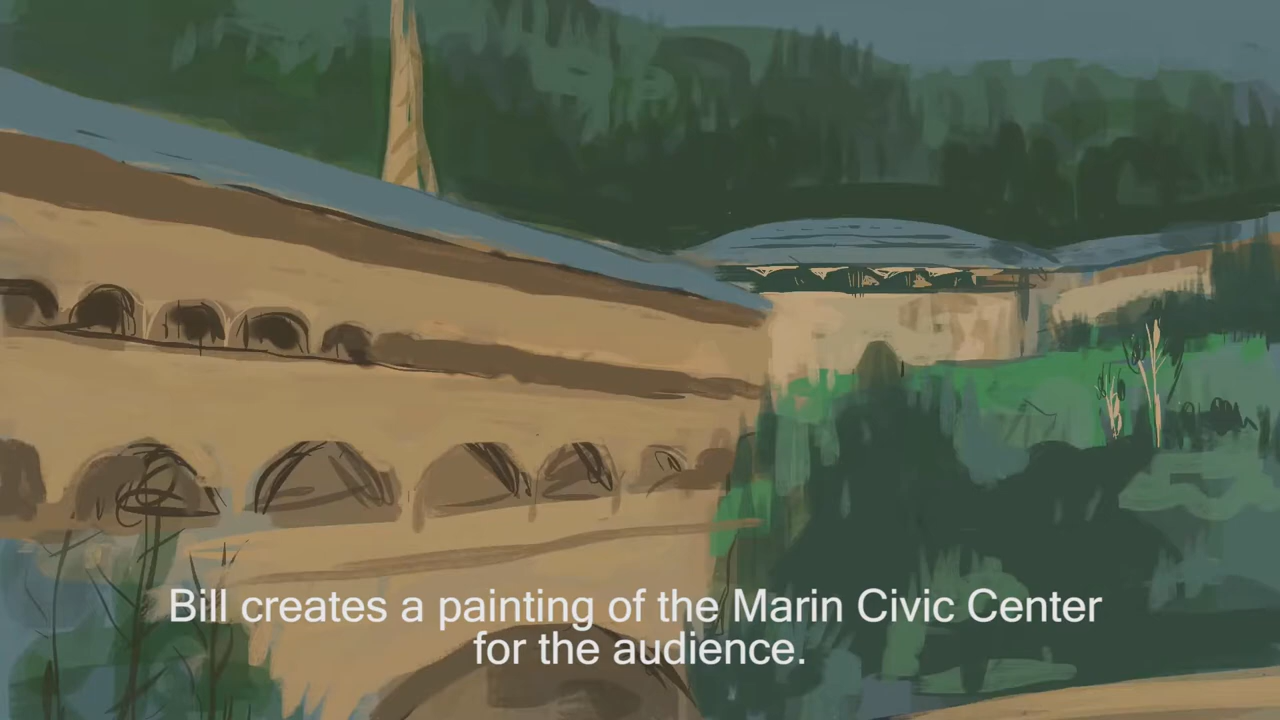 Bill creates a painting of the Marin Civic Center
for the audience.